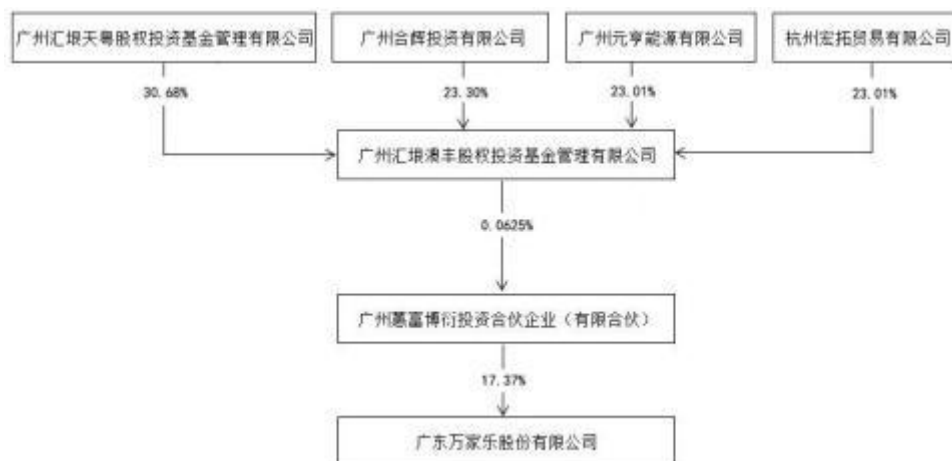 广州汇垠天粤股权投资基金管理有限公司
广州合辉投资有限公司
广州元亨能源有限公司
杭州宏拓贸易有限公司
30.68%
23.30%
23.01%
23.01%
广州汇垠澳丰股权投资基金管理有限公司
0.0625%
广州蕙富博衍投资合伙企业（有限合伙）
17.37%
广东万家乐股份有限公司